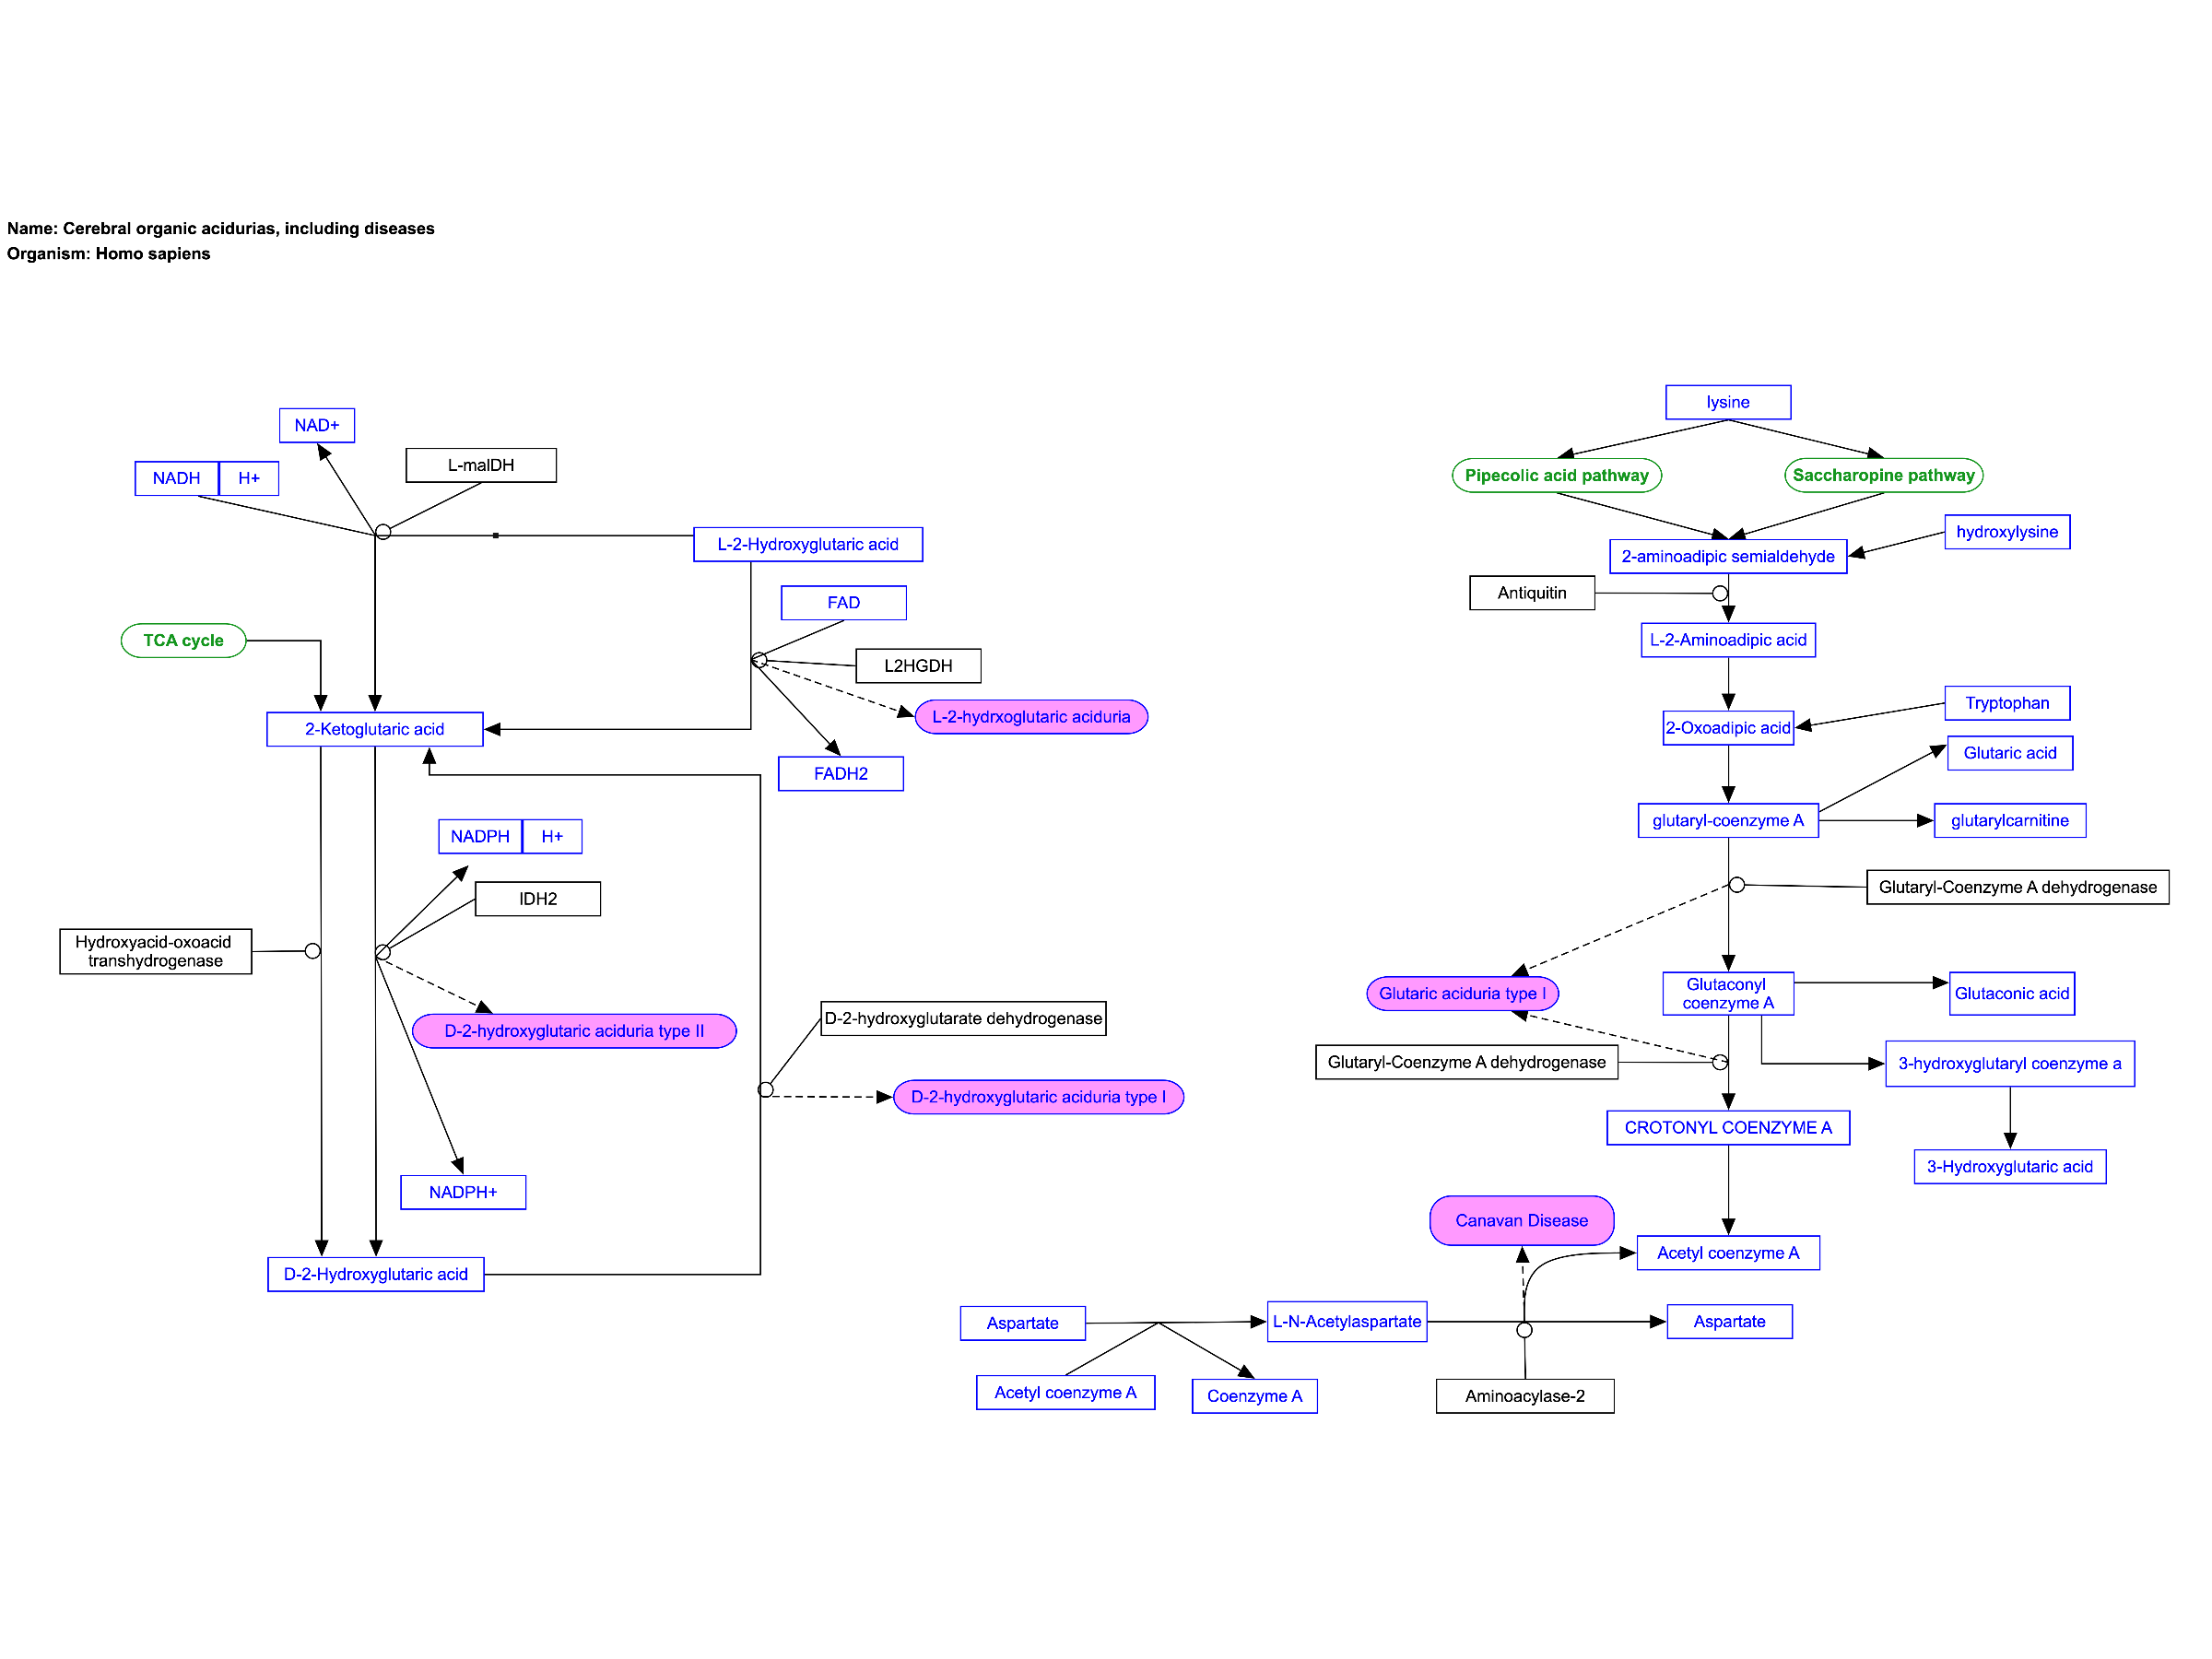 Name: Cerebral organic acidurias, including diseases
Organism: Homo sapiens
NAD+
L-malDH
NADH
H+
L-2-Hydroxyglutaric acid
FAD
TCA cycle
L2HGDH
L-2-hydrxoglutaric aciduria
2-Ketoglutaric acid
FADH2
NADPH
H+
IDH2
Hydroxyacid-oxoacid
transhydrogenase
D-2-hydroxyglutaric aciduria type II
D-2-hydroxyglutarate dehydrogenase
D-2-hydroxyglutaric aciduria type I
NADPH+
D-2-Hydroxyglutaric acid
lysine
Pipecolic acid pathway
Saccharopine pathway
hydroxylysine
2-aminoadipic semialdehyde
Antiquitin
L-2-Aminoadipic acid
Tryptophan
2-Oxoadipic acid
Glutaric acid
glutaryl-coenzyme A
glutarylcarnitine
Glutaryl-Coenzyme A dehydrogenase
Glutaric aciduria type I
Glutaconyl
coenzyme A
Glutaconic acid
Glutaryl-Coenzyme A dehydrogenase
3-hydroxyglutaryl coenzyme a
CROTONYL COENZYME A
3-Hydroxyglutaric acid
Canavan Disease
Acetyl coenzyme A
Aspartate
L-N-Acetylaspartate
Aspartate
Acetyl coenzyme A
Coenzyme A
Aminoacylase-2